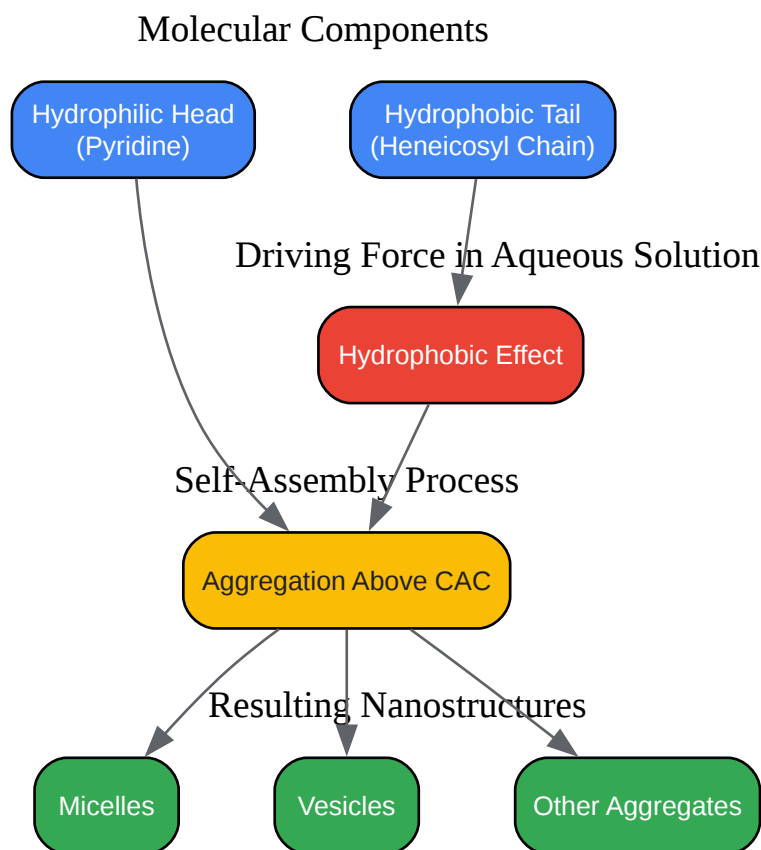 Molecular Components
Hydrophilic Head
(Pyridine)
Hydrophobic Tail
(Heneicosyl Chain)
Driving Force in Aqueous Solution
Hydrophobic Effect
Self-Assembly Process
Aggregation Above CAC
Resulting Nanostructures
Micelles
Vesicles
Other Aggregates